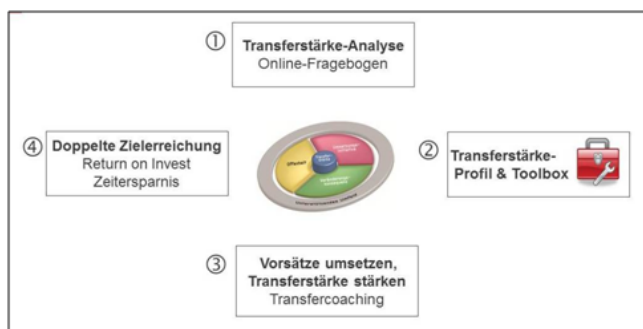 ①
Transferstärke-Analyse
Online-Fragebogen
②
Transferstärke-
Profil & Toolbox
③
Vorsätze umsetzen,
Transferstärke stärken
Transfercoaching
④
Doppelte Zielerreichung
Return on Invest
Zeitersparnis